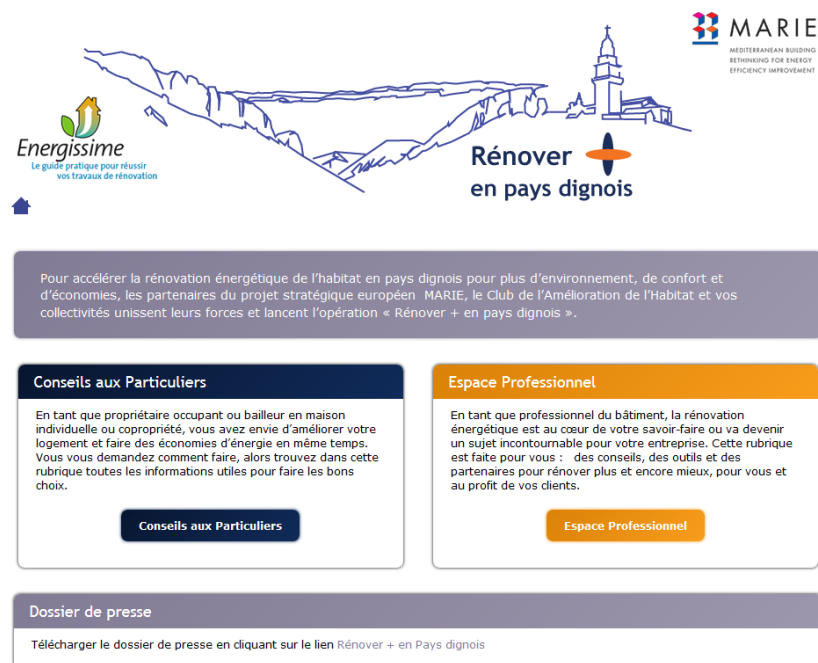 MARIE
MEDITERRANEAN BUILDING
RETHINKING FOR ENERGY
EFFICIENCY IMPROVEMENT
Energissime
Le guide pratique pour réussir
vos travaux de rénovation
Rénover
en pays dignois
Pour accélérer la rénovation énergétique de l'habitat en pays dignois pour plus d'environnement, de confort et
d'économies, les partenaires du projet stratégique européen MARIE, le Club de l'Amélioration de l'Habitat et vos
collectivités unissent leurs forces et lancent l'opération « Rénover + en pays dignois ».
Conseils aux Particuliers
En tant que propriétaire occupant ou bailleur en maison
individuelle ou copropriété, vous avez envie d'améliorer votre
logement et faire des économies d'énergie en même temps.
Vous vous demandez comment faire, alors trouvez dans cette
rubrique toutes les informations utiles pour faire les bons
choix.
Conseils aux Particuliers
Espace Professionnel
En tant que professionnel du bâtiment, la rénovation
énergétique est au cœur de votre savoir-faire ou va devenir
un sujet incontournable pour votre entreprise. Cette rubrique
est faite pour vous : des conseils, des outils et des
partenaires pour rénover plus et encore mieux, pour vous et
au profit de vos clients.
Espace Professionnel
Dossier de presse
Télécharger le dossier de presse en cliquant sur le lien Rénover + en Pays dignois